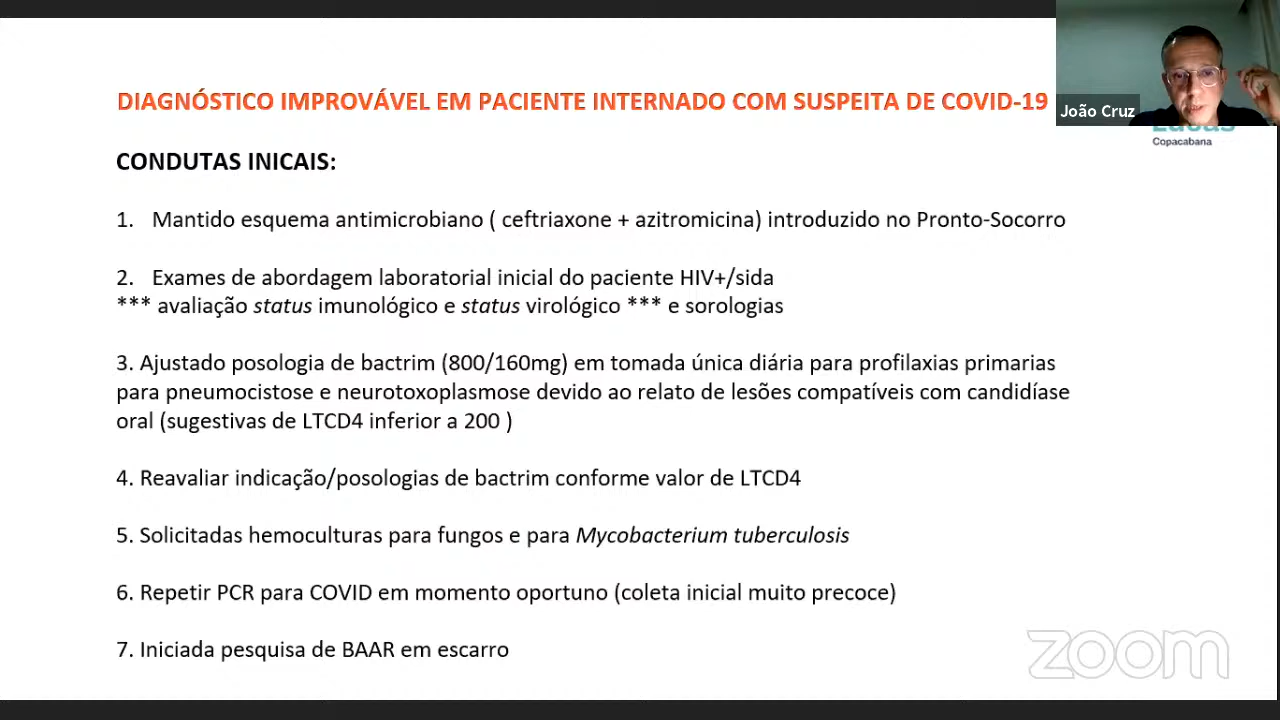 DIAGNÓSTICO IMPROVÁVEL EM PACIENTE INTERNADO COM SUSPEITA DE COVID-19
João Cruz
Lucas
Copacabana
CONDUTAS INICAIS:
1. Mantido esquema antimicrobiano ( ceftriaxone + azitromicina) introduzido no Pronto-Socorro
2. Exames de abordagem laboratorial inicial do paciente HIV+/sida
*** avaliação status imunológico e status virológico *** e sorologias
3. Ajustado posologia de bactrim (800/160mg) em tomada única diária para profilaxias primarias
para pneumocistose e neurotoxoplasmose devido ao relato de lesões compatíveis com candidíase
oral (sugestivas de LTCD4 inferior a 200 )
4. Reavaliar indicação/posologias de bactrim conforme valor de LTCD4
5. Solicitadas hemoculturas para fungos e para Mycobacterium tuberculosis
6. Repetir PCR para COVID em momento oportuno (coleta inicial muito precoce)
7. Iniciada pesquisa de BAAR em escarro
zoom